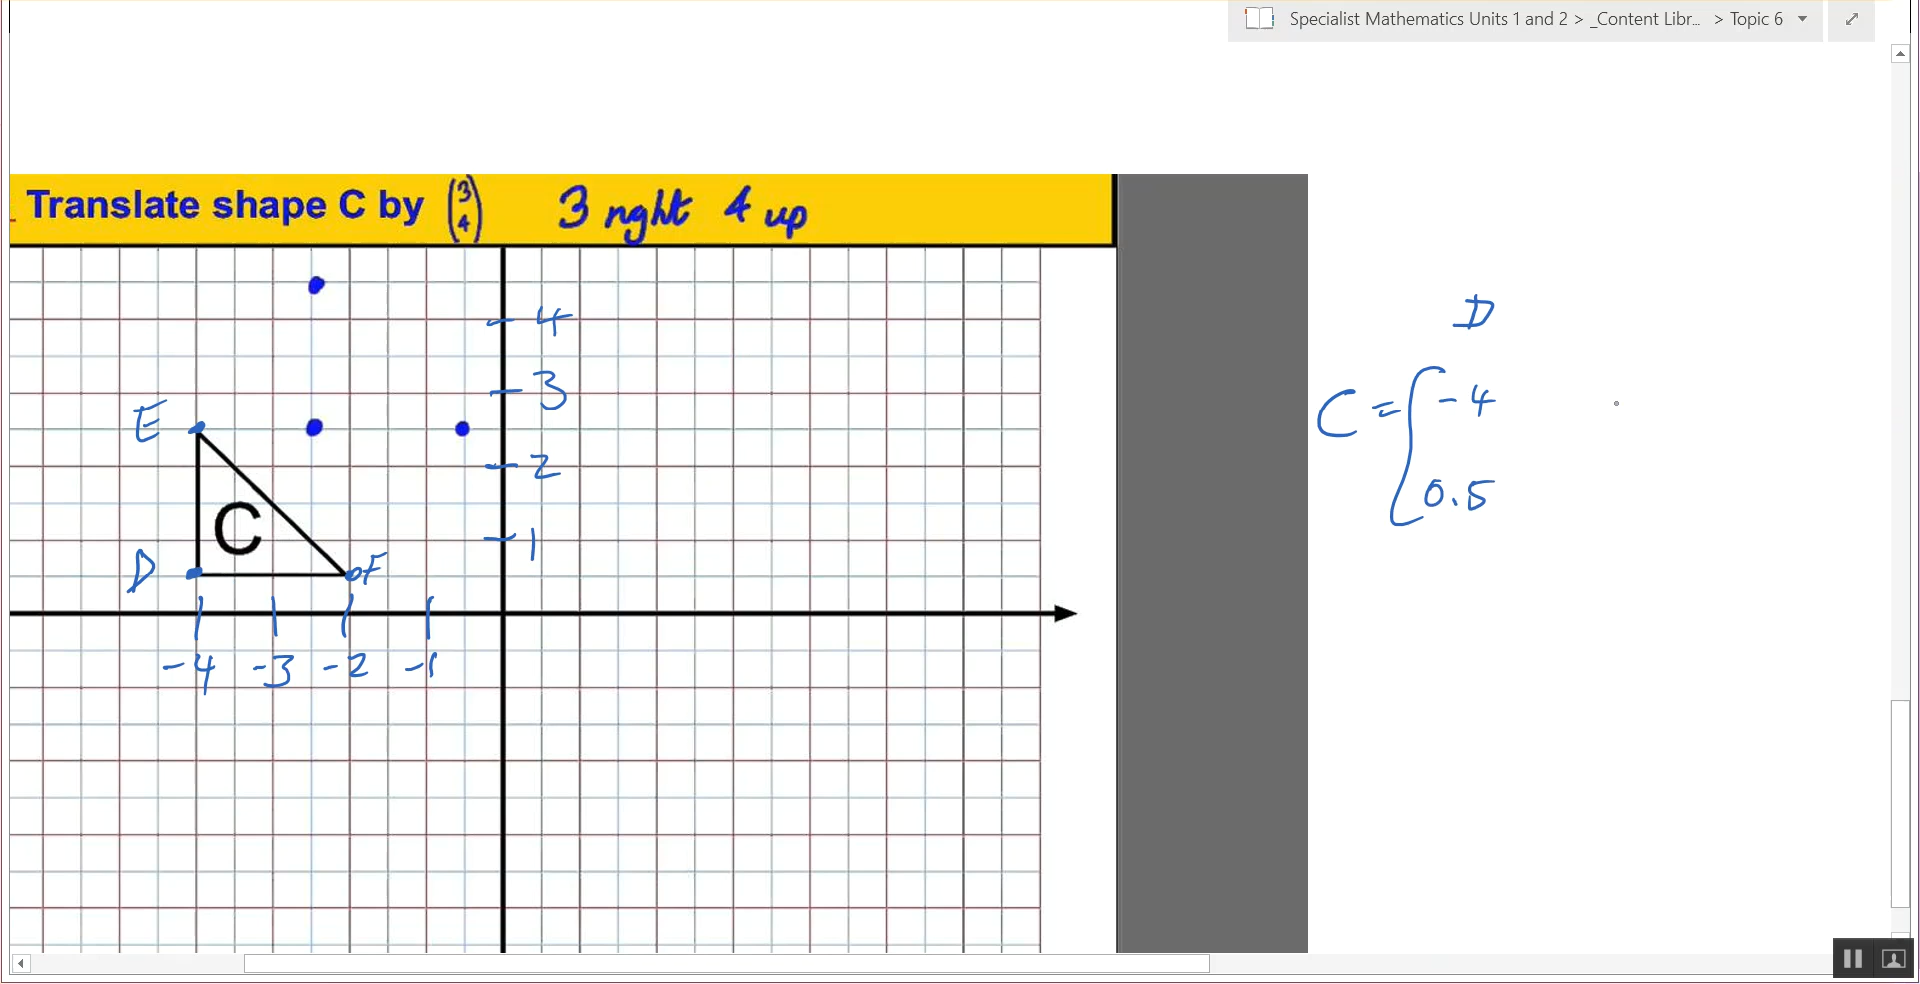 Specialist Mathematics Units 1 and 2 > _Content Libr... > Topic 6
Translate shape C by (3 4) 3 right 4 up
4
3
E
2
C
1
D
F
-4 -3 -2 -1
D
C = [ -4
0.5